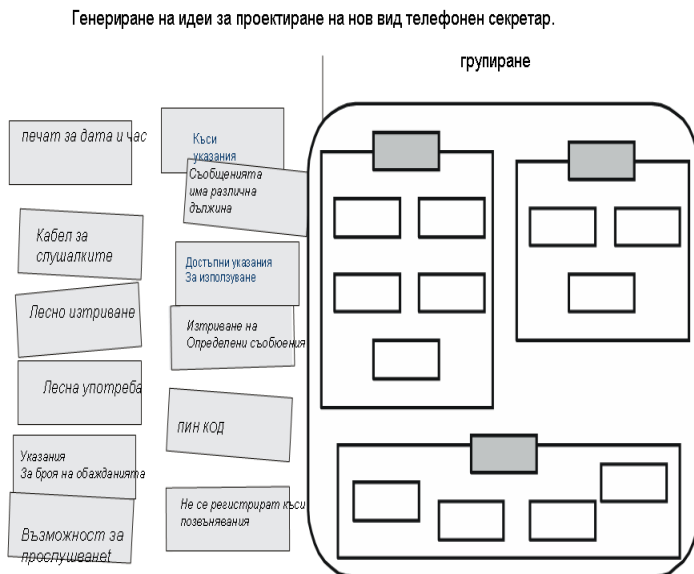 Генериране на идеи за проектиране на нов вид телефонен секретар.
групиране
печат за дата и час
Къси
указания
Съобщенията
има различна
дължина
Кабел за
слушалките
Достъпни указания
За използуване
Лесно изтриване
Изтриване на
Определени съобюения
Лесна употреба
ПИН КОД
Указания
За броя на обажданията
Не се регистрират къси
позвънявания
Възможност за
прослушванеt